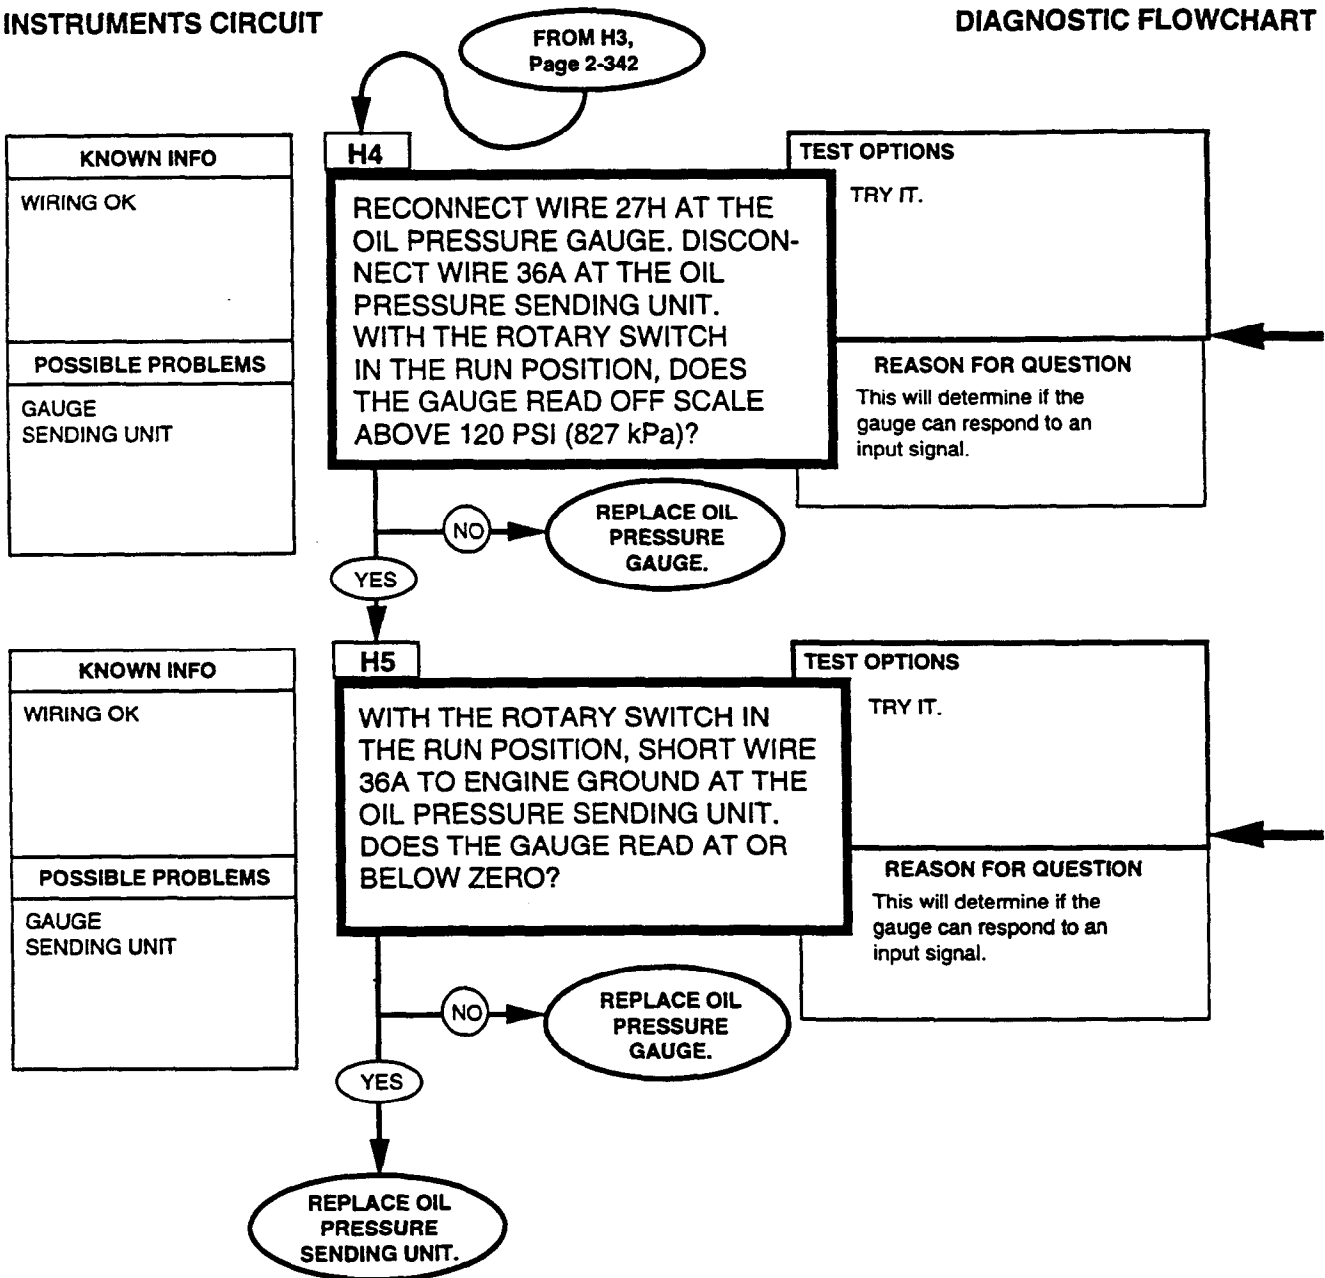 INSTRUMENTS CIRCUIT
DIAGNOSTIC FLOWCHART
FROM H3,
Page 2-342
KNOWN INFO
WIRING OK
POSSIBLE PROBLEMS
GAUGE
SENDING UNIT
H4
RECONNECT WIRE 27H AT THE
OIL PRESSURE GAUGE. DISCON-
NECT WIRE 36A AT THE OIL
PRESSURE SENDING UNIT.
WITH THE ROTARY SWITCH
IN THE RUN POSITION, DOES
THE GAUGE READ OFF SCALE
ABOVE 120 PSI (827 kPa)?
TEST OPTIONS
TRY IT.
REASON FOR QUESTION
This will determine if the
gauge can respond to an
input signal.
NO
REPLACE OIL
PRESSURE
GAUGE.
YES
KNOWN INFO
WIRING OK
POSSIBLE PROBLEMS
GAUGE
SENDING UNIT
H5
WITH THE ROTARY SWITCH IN
THE RUN POSITION, SHORT WIRE
36A TO ENGINE GROUND AT THE
OIL PRESSURE SENDING UNIT.
DOES THE GAUGE READ AT OR
BELOW ZERO?
TEST OPTIONS
TRY IT.
REASON FOR QUESTION
This will determine if the
gauge can respond to an
input signal.
NO
REPLACE OIL
PRESSURE
GAUGE.
YES
REPLACE OIL
PRESSURE
SENDING UNIT.